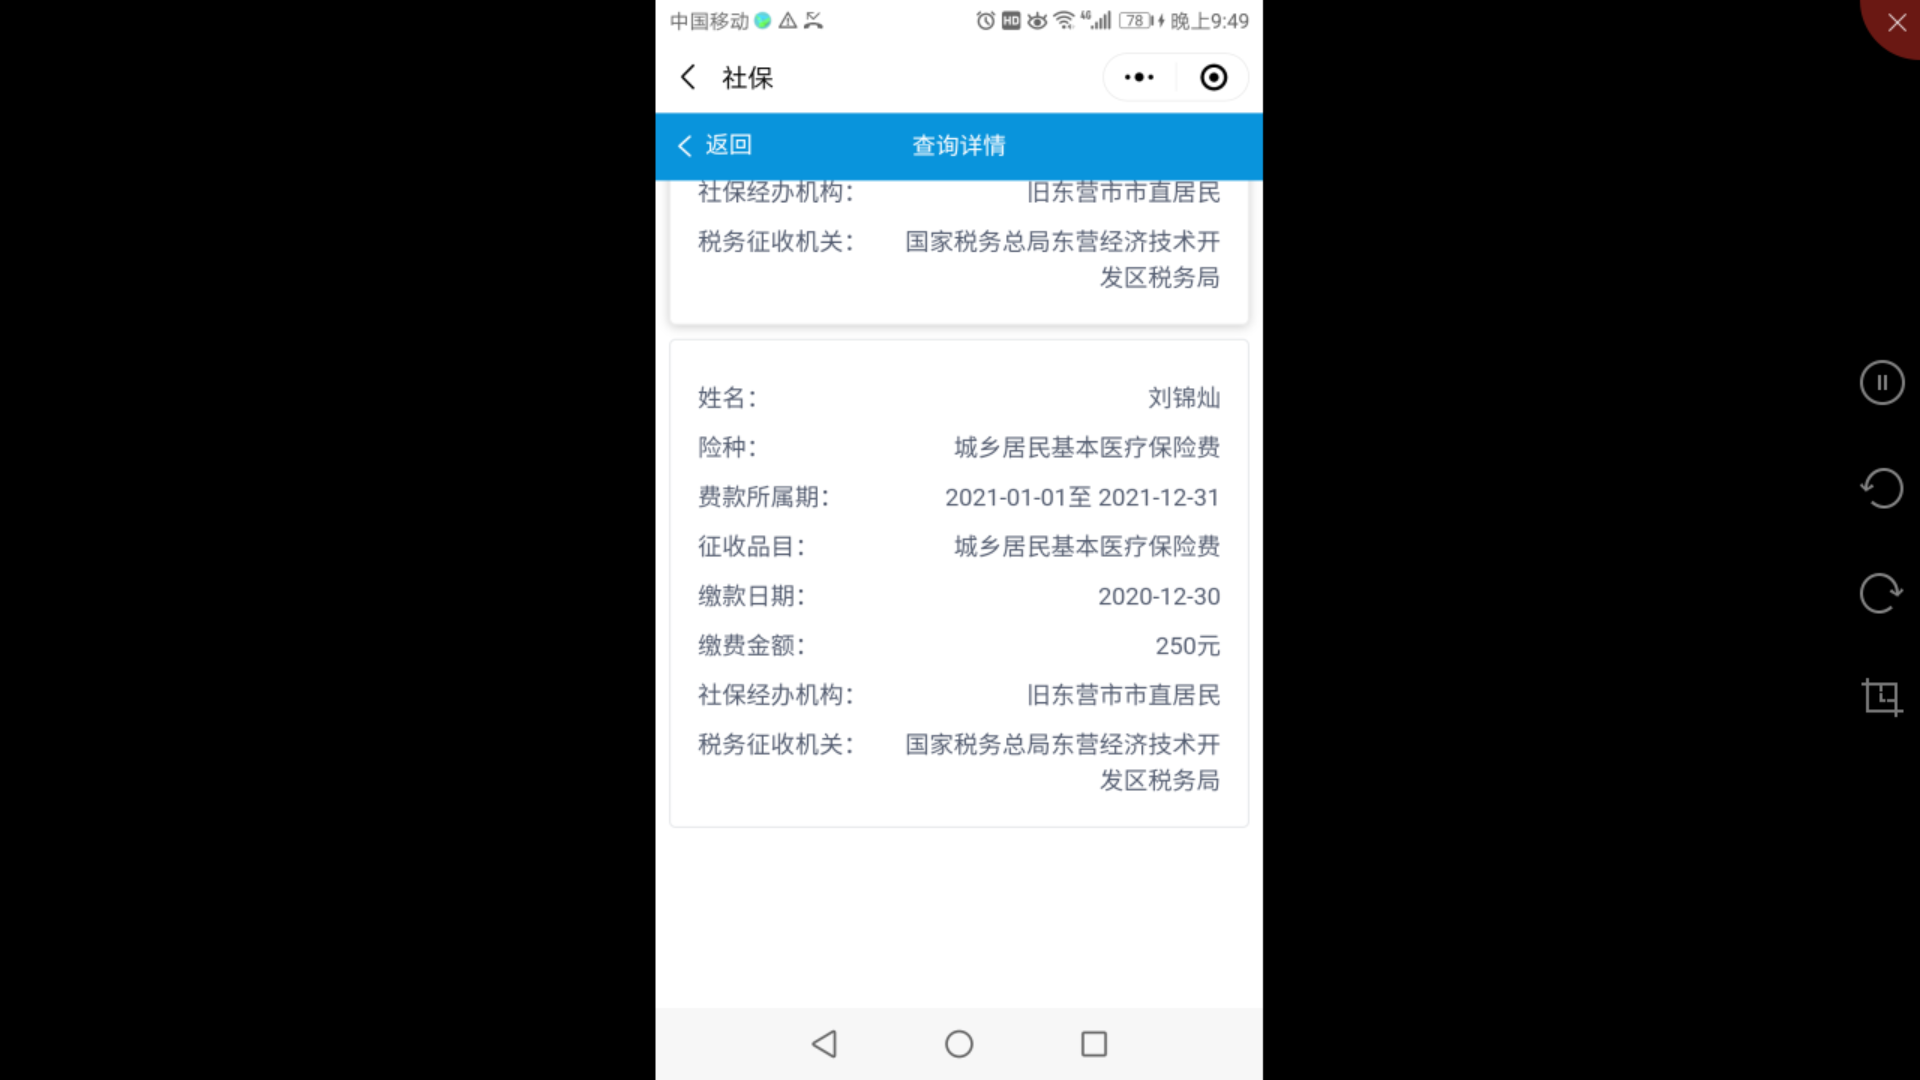 中国移动 HD 4G 78 晚上9:49
社保
返回 查询详情
社保经办机构： 旧东营市市直居民
税务征收机关： 国家税务总局东营经济技术开
发区税务局
姓名： 刘锦灿
险种： 城乡居民基本医疗保险费
费款所属期： 2021-01-01至 2021-12-31
征收品目： 城乡居民基本医疗保险费
缴款日期： 2020-12-30
缴费金额： 250元
社保经办机构： 旧东营市市直居民
税务征收机关： 国家税务总局东营经济技术开
发区税务局